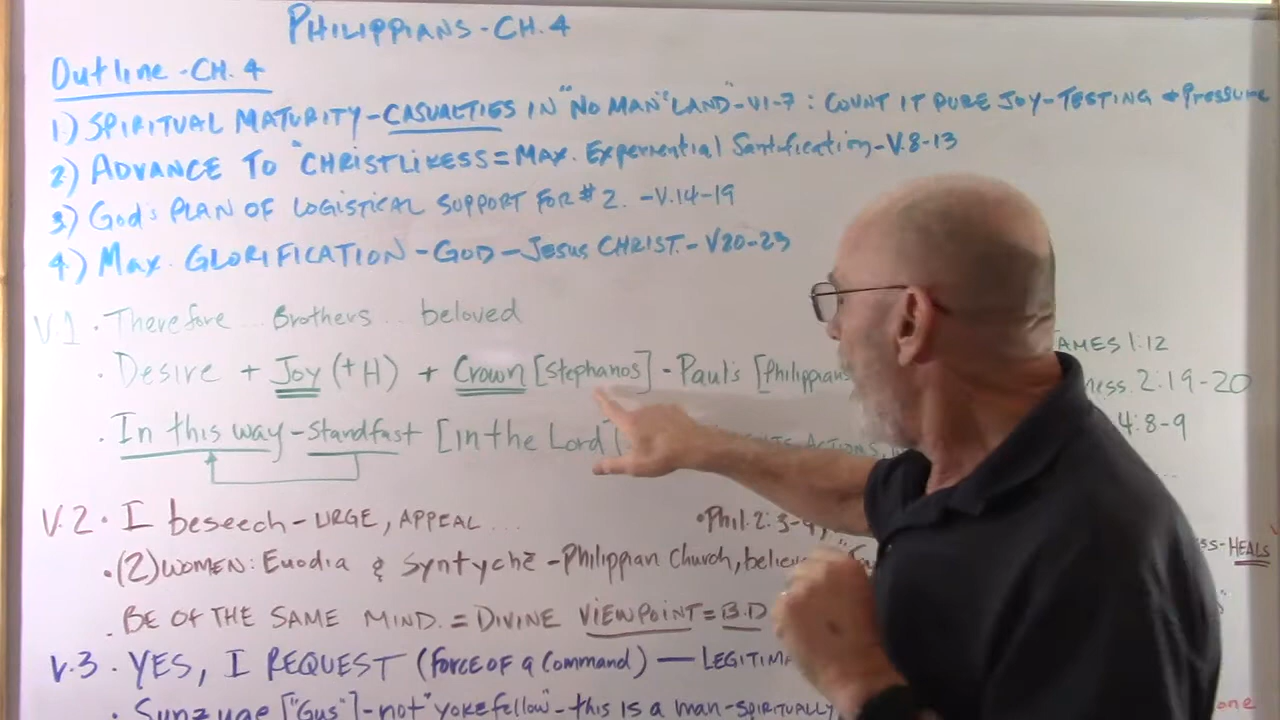 PHILIPPIANS-CH.4
Outline-CH.4
1) SPIRITUAL MATURITY-CASUALTIES IN "NO MAN" LAND"-V1-7 : COUNT IT PURE JOY-TESTING + Pressure
2) ADVANCE TO "CHRISTLIKESS=MAX. Experiential Santification-V.8-13
3) God's PLAN OF LOGISTICAL SUPPORT FOR #2. -V.14-19
4) MAX. GLORIFICATION-GOD-JESUS CHRIST.-V20-23
V.1 • Therefore... Brothers... beloved
• Desire + Joy (+H) + Crown [Stephanos] - Paul's [Philippians
AMES 1:12
ness. 2:19-20
4:8-9
• In this way-standfast [in the Lord]
ACTIONS,
V.2 • I beseech-URGE, APPEAL...
• Phil. 2:3-4,
• (2) WOMEN: Euodia & Syntychē -Philippian Church,
ss-HEALS
• BE OF THE SAME MIND. = DIVINE VIEWPOINT = B.D
V.3 • YES, I REQUEST (FORCE OF a Command) — LEGITIMA
• Sunzuge ["Gus"]-not "yokefellow"-this is a man-SPIRITUALLY
one